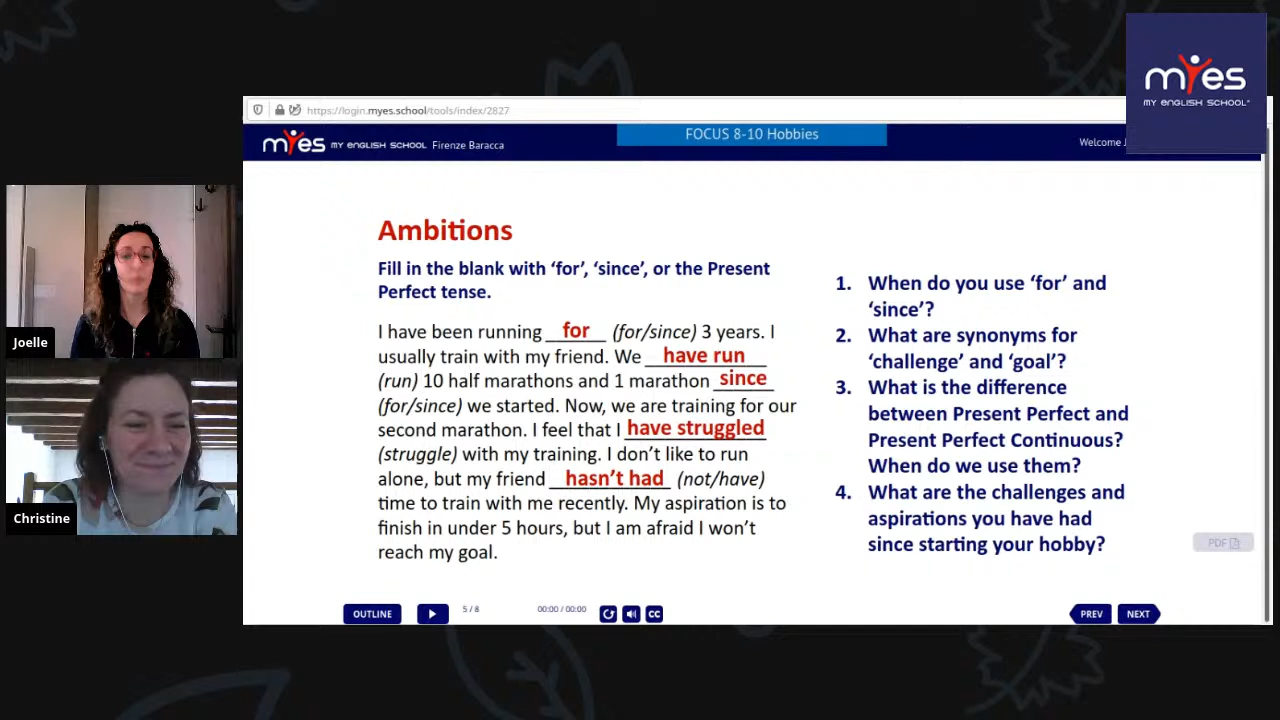 myes
MY ENGLISH SCHOOL
https://login.myes.school/tools/index/2827
myes MY ENGLISH SCHOOL Firenze Baracca
FOCUS 8-10 Hobbies
Welcome J
Joelle
Christine
Ambitions
Fill in the blank with ‘for’, ‘since’, or the Present
Perfect tense.
I have been running for (for/since) 3 years. I
usually train with my friend. We have run
(run) 10 half marathons and 1 marathon since
(for/since) we started. Now, we are training for our
second marathon. I feel that I have struggled
(struggle) with my training. I don’t like to run
alone, but my friend hasn’t had (not/have)
time to train with me recently. My aspiration is to
finish in under 5 hours, but I am afraid I won’t
reach my goal.
1. When do you use ‘for’ and
‘since’?
2. What are synonyms for
‘challenge’ and ‘goal’?
3. What is the difference
between Present Perfect and
Present Perfect Continuous?
When do we use them?
4. What are the challenges and
aspirations you have had
since starting your hobby?
PDF
OUTLINE
5 / 8
00:00 / 00:00
CC
PREV
NEXT